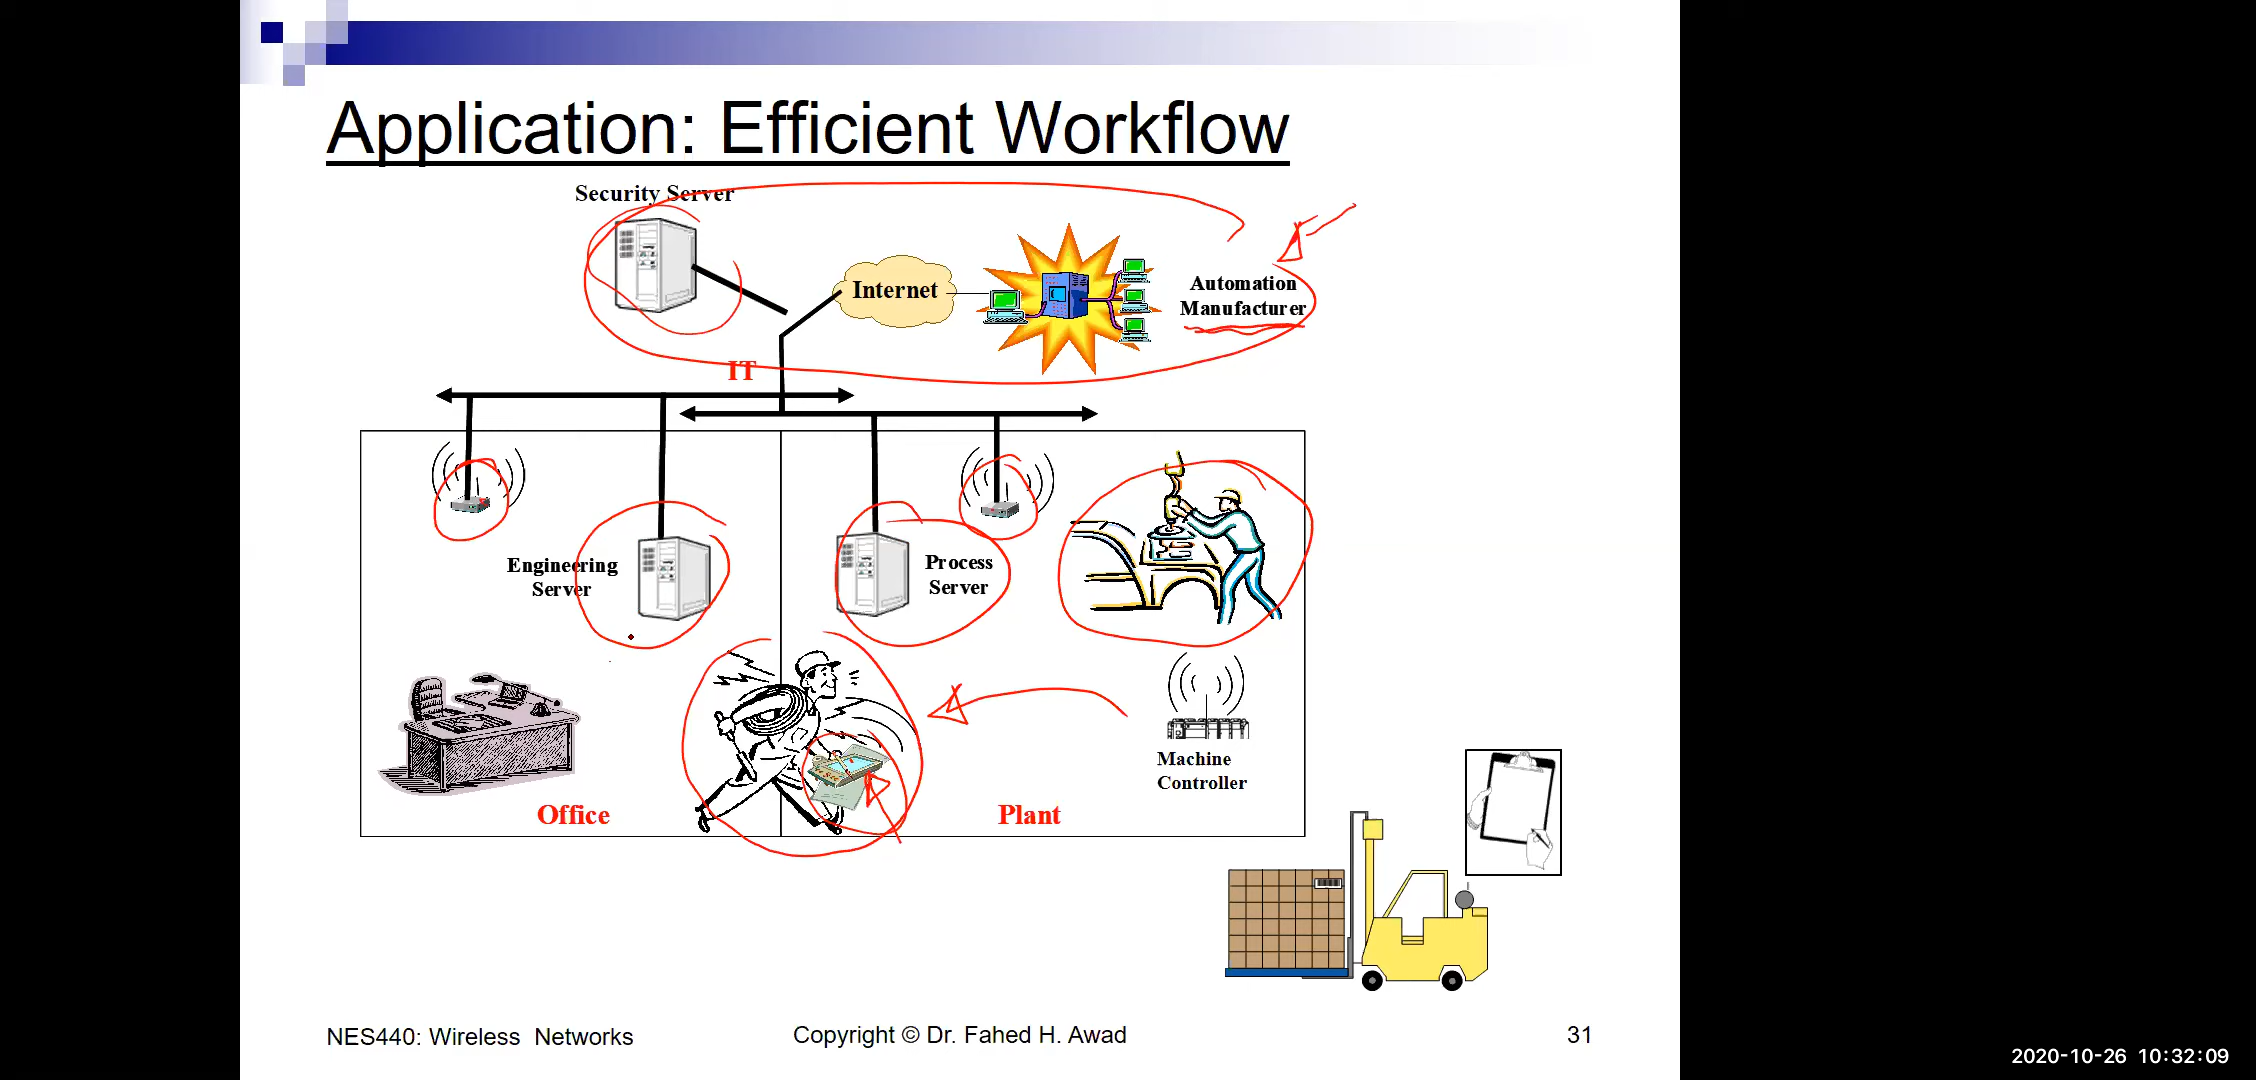 Application: Efficient Workflow
Security Server
Internet
Automation
Manufacturer
IT
Engineering
Server
Process
Server
Machine
Controller
Office
Plant
NES440: Wireless Networks
Copyright © Dr. Fahed H. Awad
31
2020-10-26 10:32:09